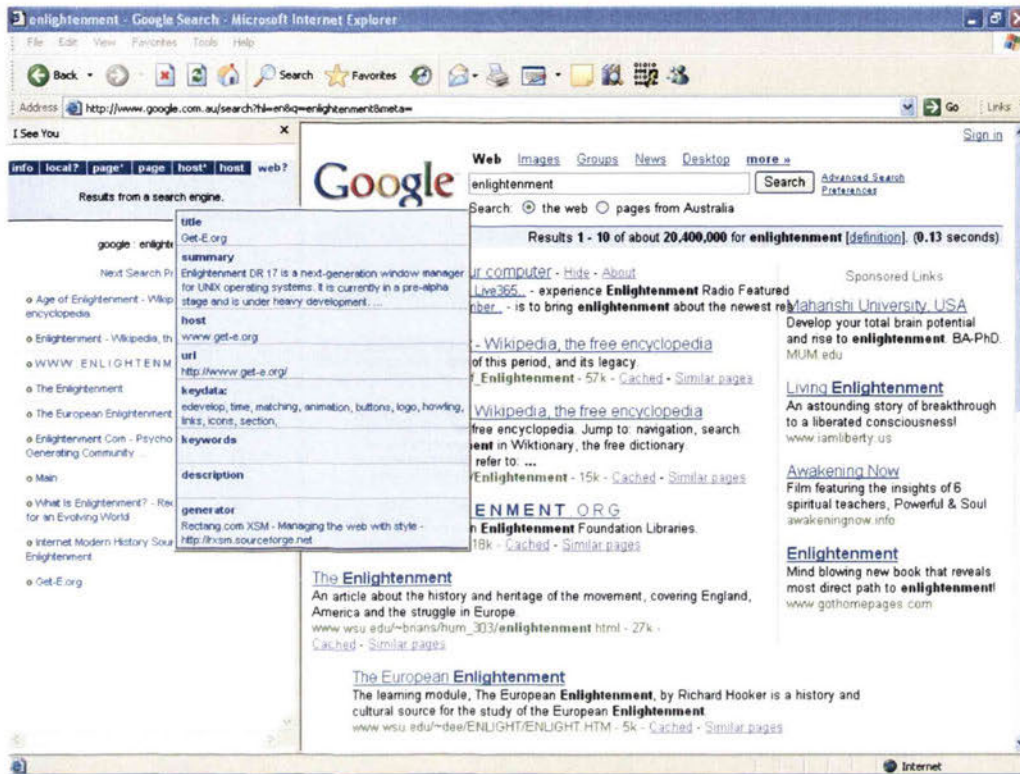 enlightenment - Google Search - Microsoft Internet Explorer
File Edit View Favorites Tools Help
Back Search Favorites
Address http://www.google.com.au/search?hl=en&q=enlightenment&meta= Go Links
I See You
info local? page* page host* host web?
Results from a search engine.
google : enlighte
Next Search Pr
Age of Enlightenment - Wikip
encyclopedia
Enlightenment - Wikipedia, th
WWW.ENLIGHTENM
The Enlightenment
The European Enlightenment
Enlightenment Com - Psycho
Generating Community ...
Main
What Is Enlightenment? - Re
for an Evolving World
Internet Modern History Sour
Enlightenment
Get-E.org
title
Get-E.org
summary
Enlightenment DR 17 is a next-generation window manager
for UNIX operating systems. It is currently in a pre-alpha
stage and is under heavy development. ...
host
www.get-e.org
url
http://www.get-e.org/
keydata:
edevelop, time, matching, animation, buttons, logo, howfing,
links, icons, section,
keywords
description
generator
Rectang.com XSM - Managing the web with style -
http://rxsm.sourceforge.net
Sign in
Google
Web Images Groups News Desktop more »
enlightenment Search Advanced Search
Preferences
Search: the web pages from Australia
Results 1 - 10 of about 20,400,000 for enlightenment [definition]. (0.13 seconds)
ur computer - Hide - About
Live365.. - experience Enlightenment Radio Featured
mber.. - is to bring enlightenment about the newest rel
- Wikipedia, the free encyclopedia
of this period, and its legacy.
f_Enlightenment - 57k - Cached - Similar pages
Wikipedia, the free encyclopedia
free encyclopedia. Jump to: navigation, search.
ent in Wiktionary, the free dictionary.
refer to: ...
/Enlightenment - 15k - Cached - Similar pages
ENMENT.ORG
n Enlightenment Foundation Libraries.
18k - Cached - Similar pages
The Enlightenment
An article about the history and heritage of the movement, covering England,
America and the struggle in Europe.
www.wsu.edu/~brians/hum_303/enlightenment.html - 27k -
Cached - Similar pages
The European Enlightenment
The learning module, The European Enlightenment, by Richard Hooker is a history and
cultural source for the study of the European Enlightenment.
www.wsu.edu/~dee/ENLIGHT/ENLIGHT.HTM - 5k - Cached - Similar pages
Sponsored Links
Maharishi University, USA
Develop your total brain potential
and rise to enlightenment. BA-PhD.
MUM.edu
Living Enlightenment
An astounding story of breakthrough
to a liberated consciousness!
www.iamliberty.us
Awakening Now
Film featuring the insights of 6
spiritual teachers, Powerful & Soul
awakeningnow.info
Enlightenment
Mind blowing new book that reveals
most direct path to enlightenment!
www.gothomepages.com
Internet